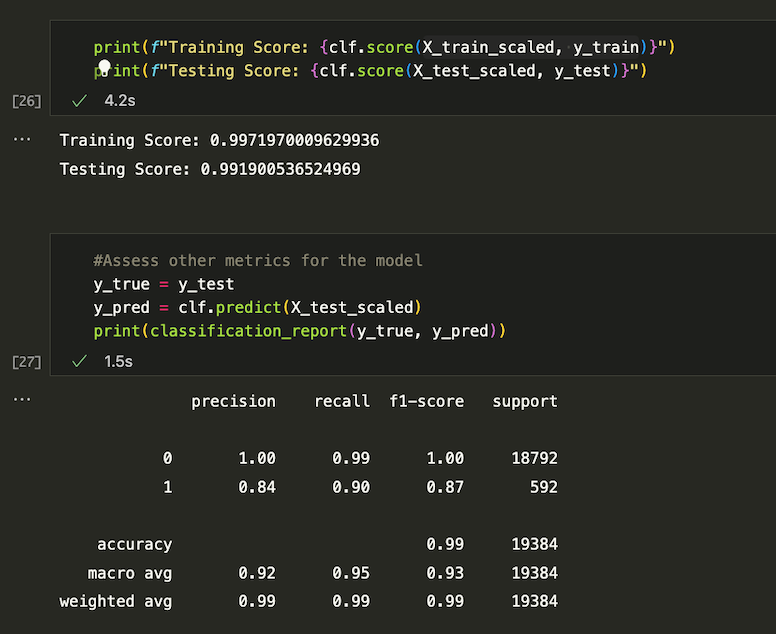 print(f"Training Score: {clf.score(X_train_scaled, y_train)}")
print(f"Testing Score: {clf.score(X_test_scaled, y_test)}")
[26] 4.2s
... Training Score: 0.9971970009629936
Testing Score: 0.991900536524969
#Assess other metrics for the model
y_true = y_test
y_pred = clf.predict(X_test_scaled)
print(classification_report(y_true, y_pred))
[27] 1.5s
... precision recall f1-score support
0 1.00 0.99 1.00 18792
1 0.84 0.90 0.87 592
accuracy 0.99 19384
macro avg 0.92 0.95 0.93 19384
weighted avg 0.99 0.99 0.99 19384